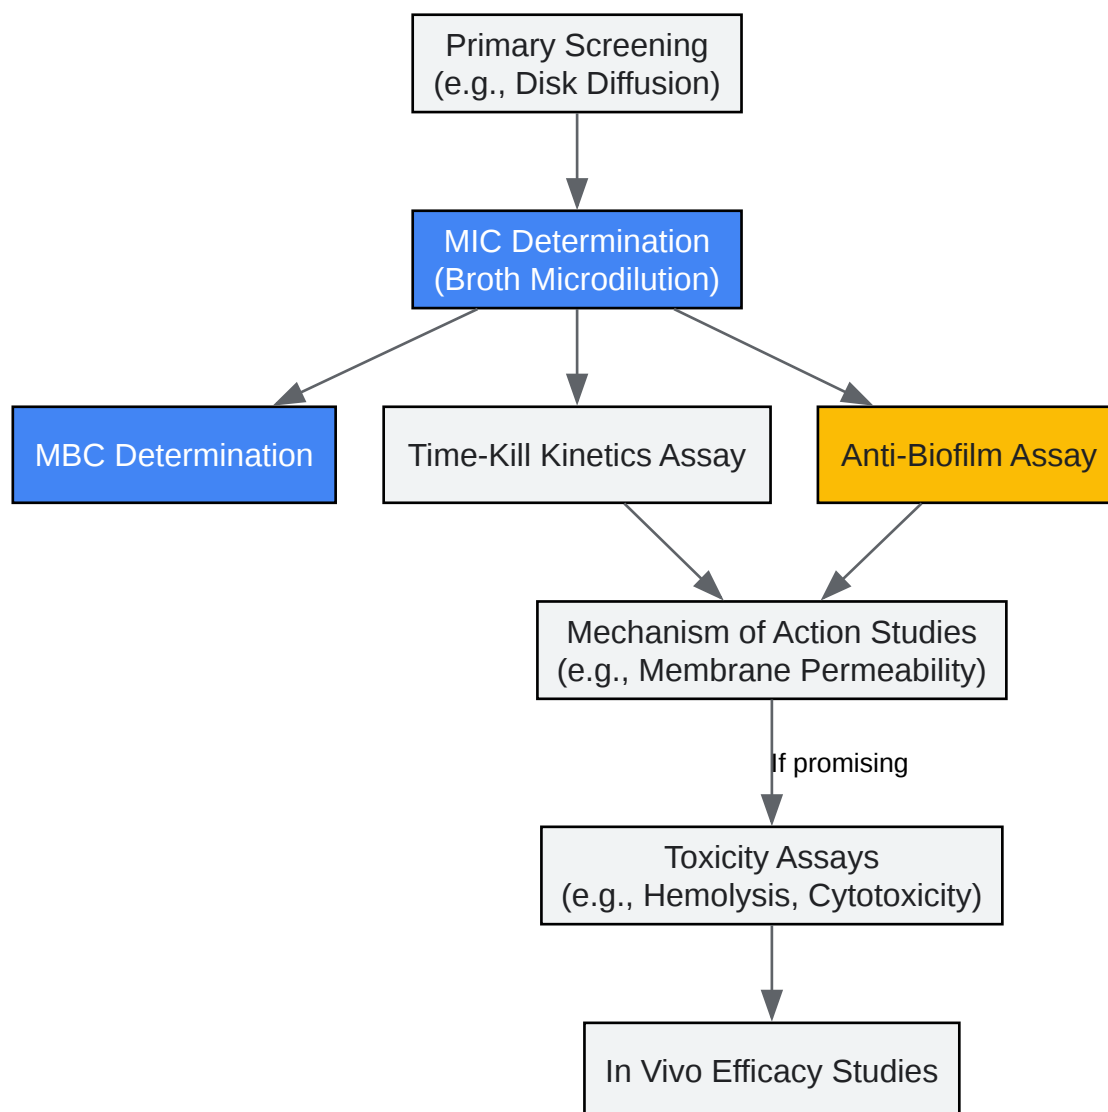 Primary Screening
(e.g., Disk Diffusion)
MIC Determination
(Broth Microdilution)
MBC Determination
Time-Kill Kinetics Assay
Anti-Biofilm Assay
Mechanism of Action Studies
(e.g., Membrane Permeability)
If promising
Toxicity Assays
(e.g., Hemolysis, Cytotoxicity)
In Vivo Efficacy Studies